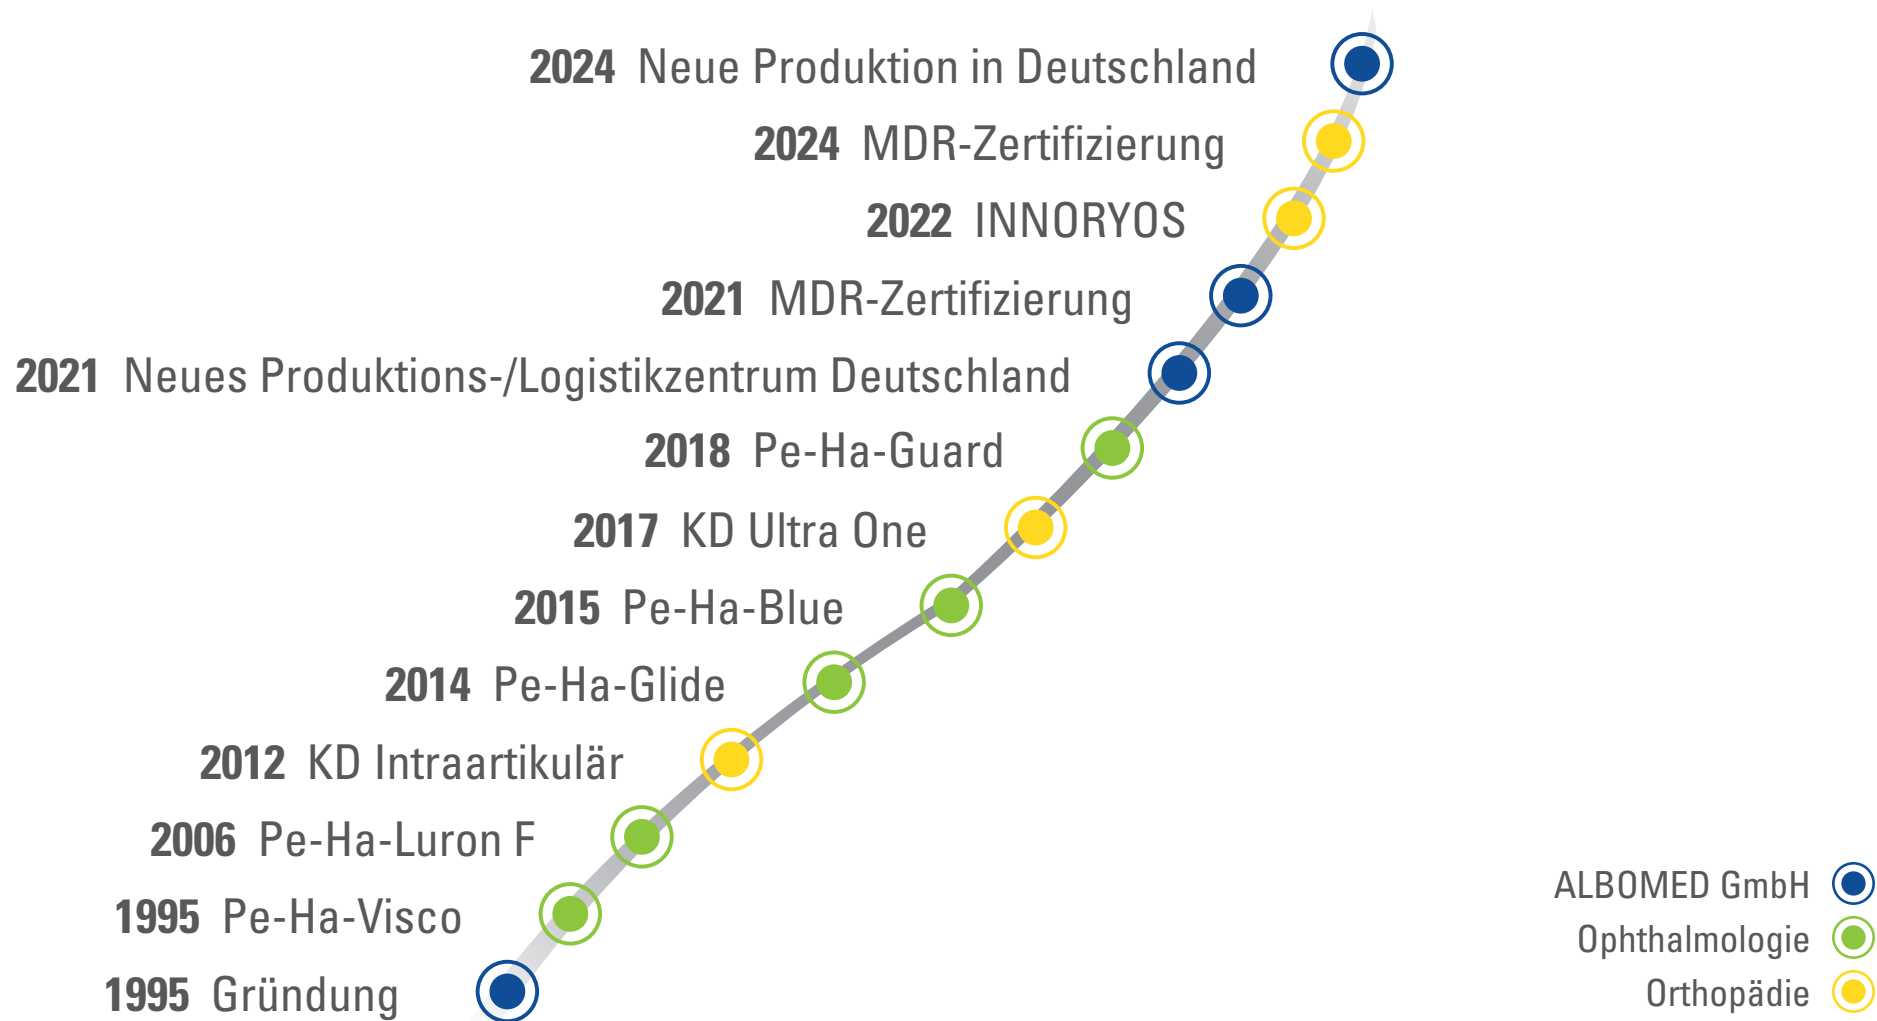 2024 Neue Produktion in Deutschland
2024 MDR-Zertifizierung
2022 INNORYOS
2021 MDR-Zertifizierung
2021 Neues Produktions-/Logistikzentrum Deutschland
2018 Pe-Ha-Guard
2017 KD Ultra One
2015 Pe-Ha-Blue
2014 Pe-Ha-Glide
2012 KD Intraartikulär
2006 Pe-Ha-Luron F
1995 Pe-Ha-Visco
1995 Gründung
ALBOMED GmbH
Ophthalmologie
Orthopädie